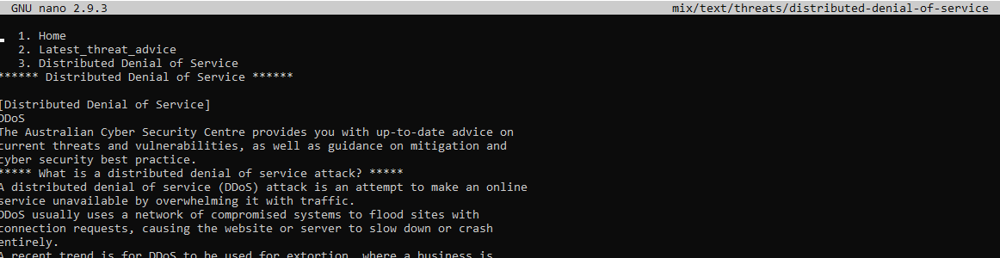 GNU nano 2.9.3 mix/text/threats/distributed-denial-of-service
1. Home
2. Latest_threat_advice
3. Distributed Denial of Service
****** Distributed Denial of Service ******
[Distributed Denial of Service]
DDoS
The Australian Cyber Security Centre provides you with up-to-date advice on
current threats and vulnerabilities, as well as guidance on mitigation and
cyber security best practice.
***** What is a distributed denial of service attack? *****
A distributed denial of service (DDoS) attack is an attempt to make an online
service unavailable by overwhelming it with traffic.
DDoS usually uses a network of compromised systems to flood sites with
connection requests, causing the website or server to slow down or crash
entirely.
A recent trend is for DDoS to be used for extortion, where a business is